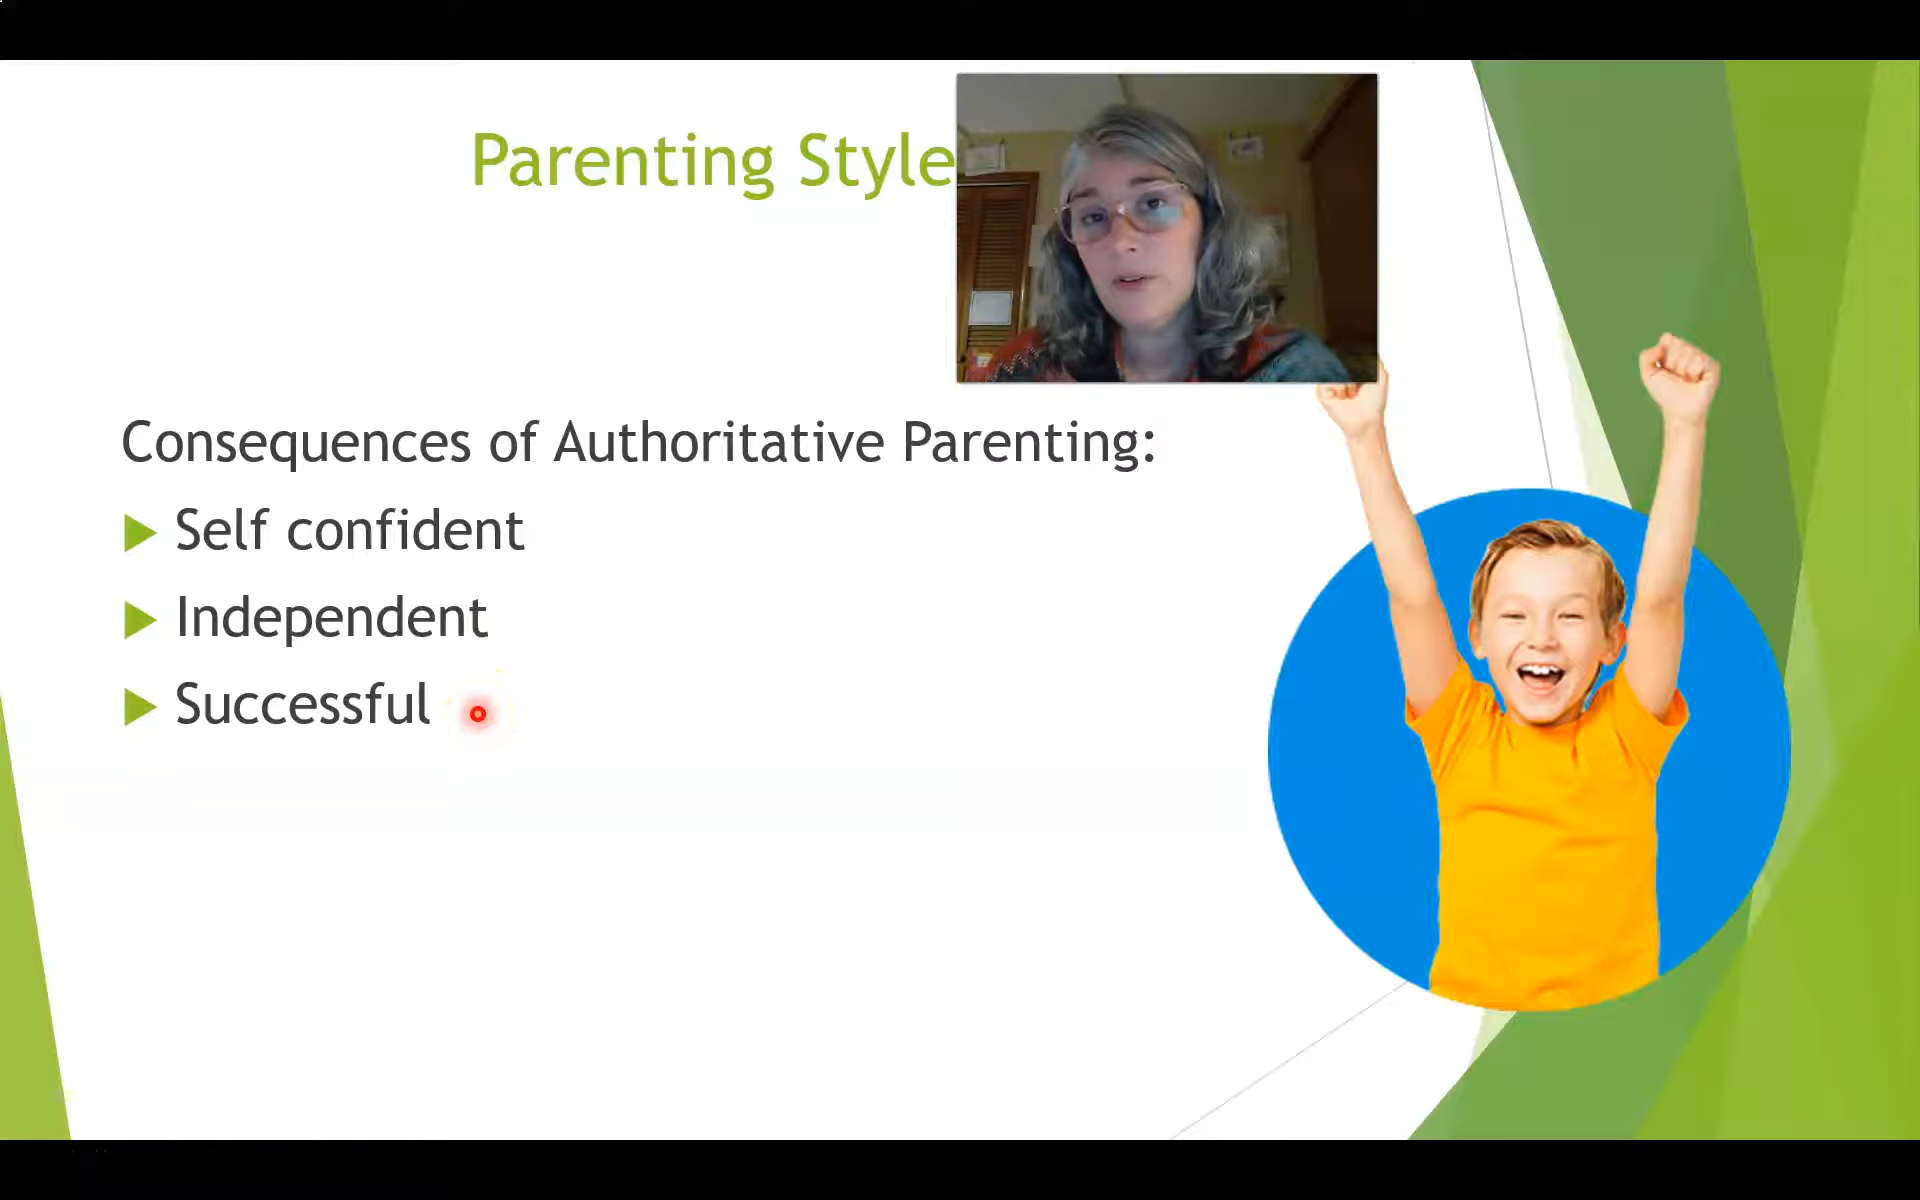 Parenting Style
Consequences of Authoritative Parenting:
Self confident
Independent
Successful